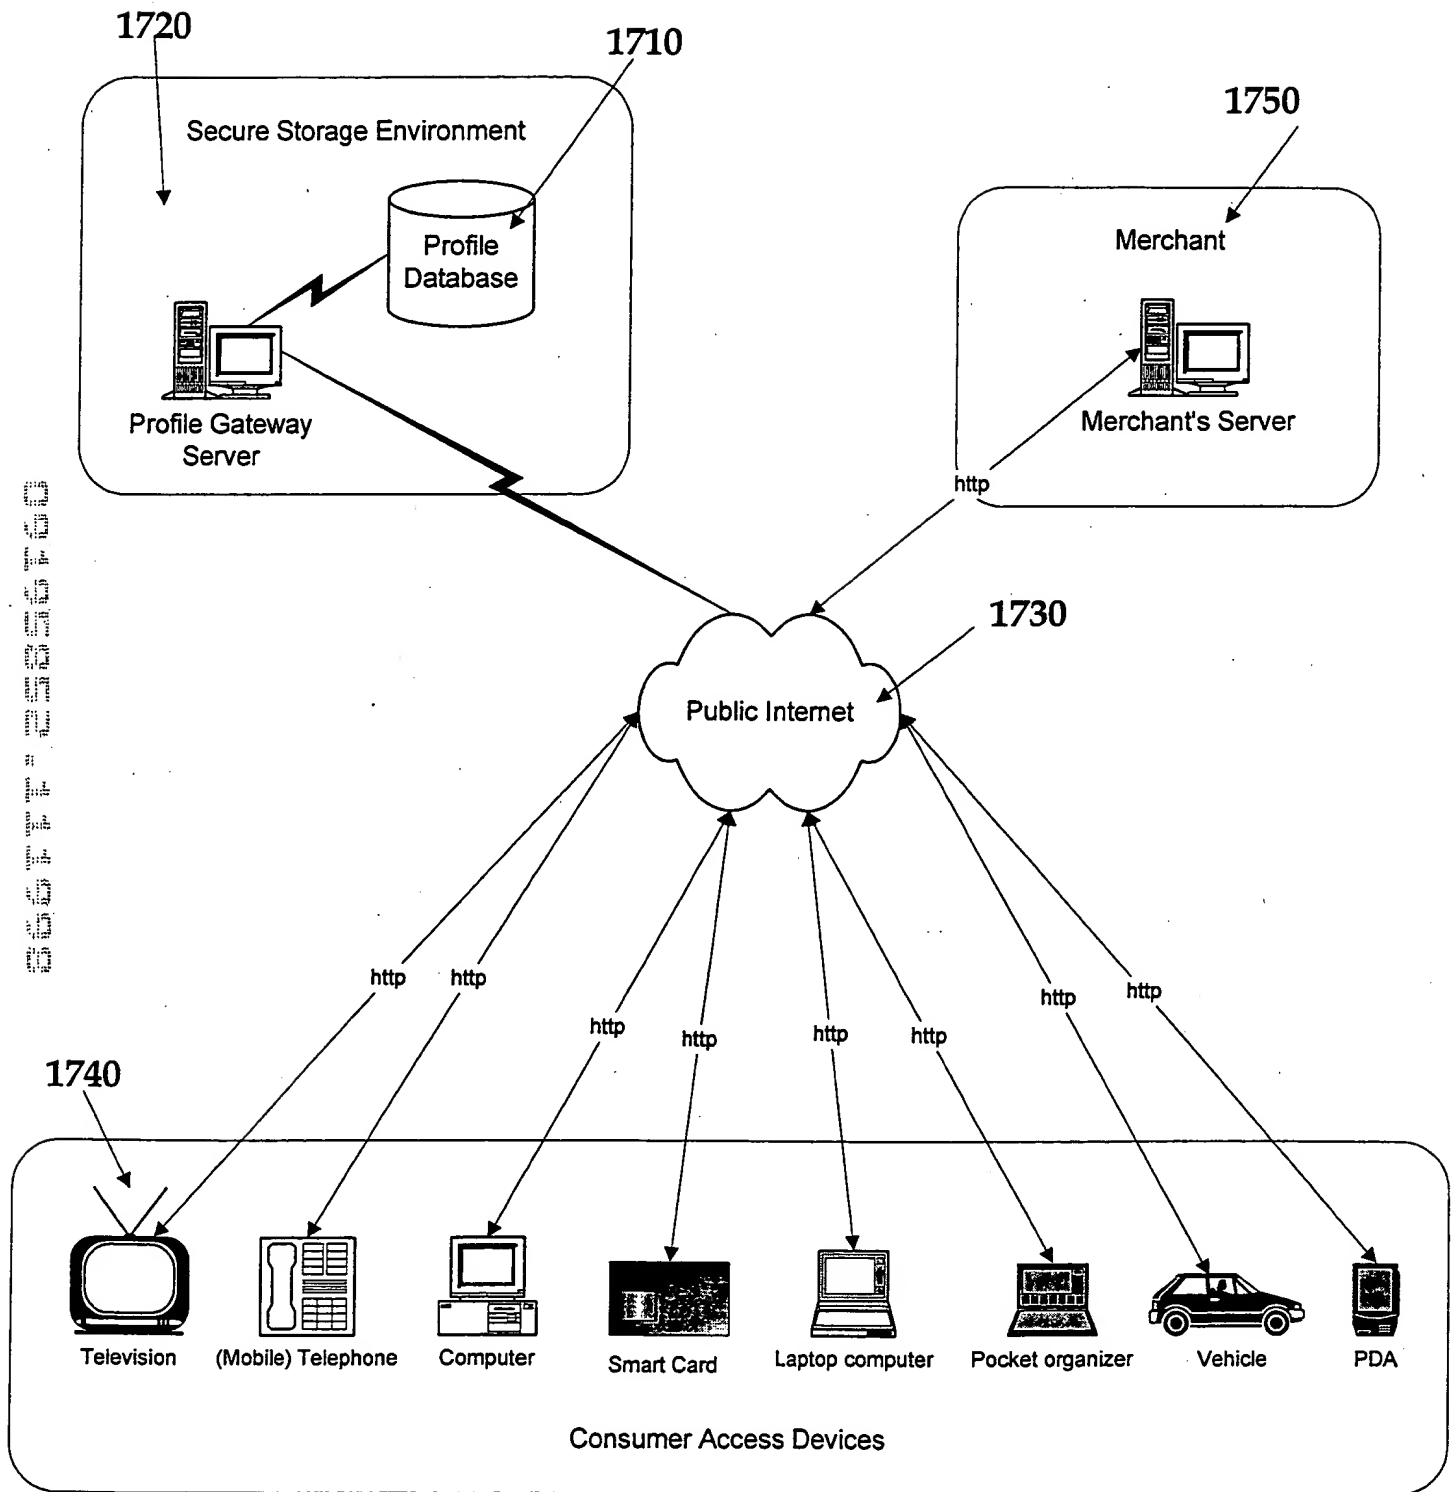 1720
1710
1750
Secure Storage Environment
Profile
Database
Merchant
Profile Gateway
Server
Merchant's Server
http
1730
Public Internet
http
http
http
http
http
http
http
http
1740
Television
(Mobile) Telephone
Computer
Smart Card
Laptop computer
Pocket organizer
Vehicle
PDA
Consumer Access Devices